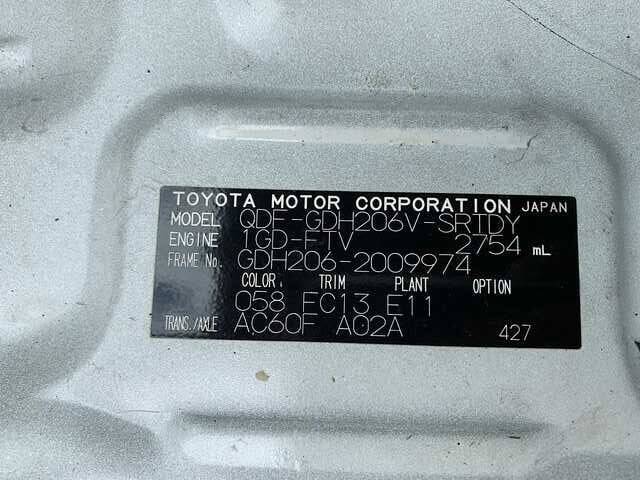 TOYOTA MOTOR CORPORATION JAPAN
MODEL QDF-GDH206V-SRTDY
ENGINE 1GD-FTV 2754 mL
FRAME No. GDH206-2009974
COLOR TRIM PLANT OPTION
058 FC13 E11
TRANS./AXLE AC60F A02A 427